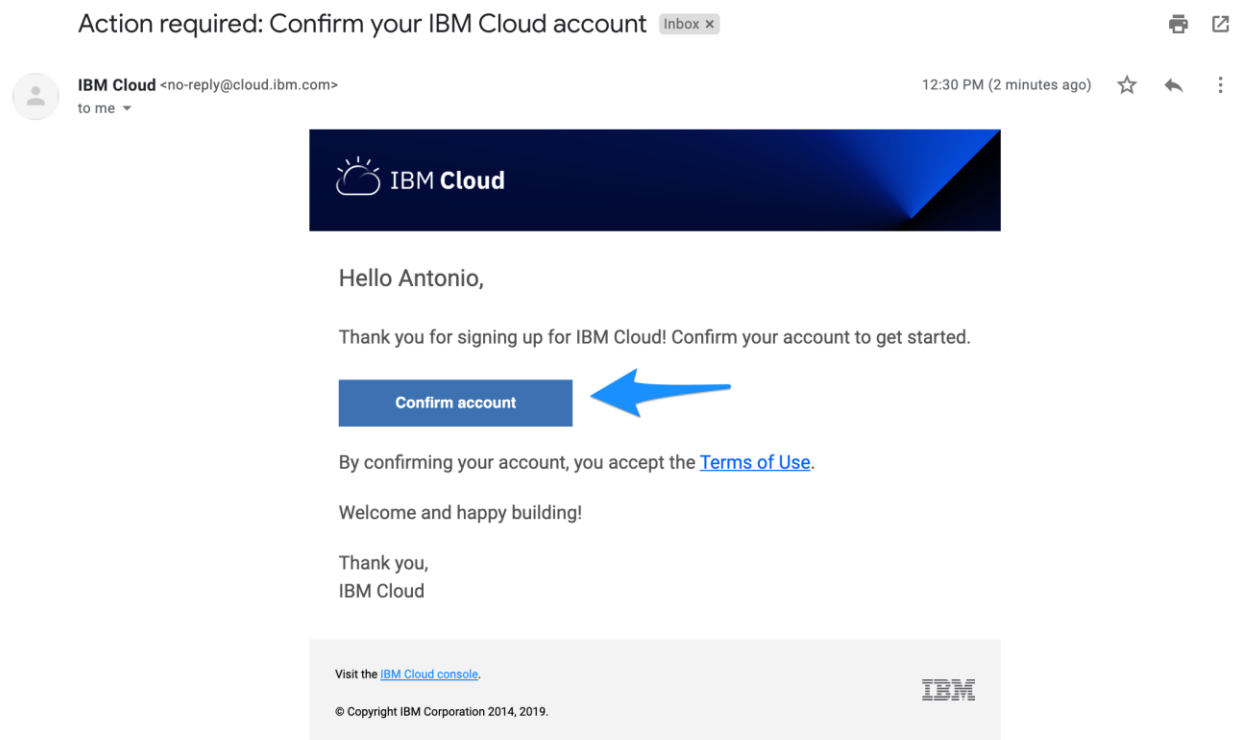 Action required: Confirm your IBM Cloud account Inbox ×
IBM Cloud <no-reply@cloud.ibm.com> 12:30 PM (2 minutes ago)
to me
IBM Cloud
Hello Antonio,
Thank you for signing up for IBM Cloud! Confirm your account to get started.
Confirm account
By confirming your account, you accept the Terms of Use.
Welcome and happy building!
Thank you,
IBM Cloud
Visit the IBM Cloud console.
IBM
© Copyright IBM Corporation 2014, 2019.